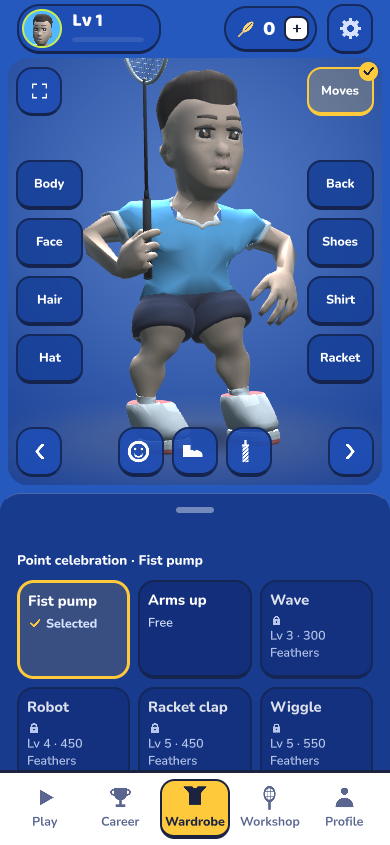 Lv 1
0 +
Moves
Body
Back
Face
Shoes
Hair
Shirt
Hat
Racket
Point celebration · Fist pump
Fist pump
Selected
Arms up
Free
Wave
Lv 3 · 300
Feathers
Robot
Lv 4 · 450
Feathers
Racket clap
Lv 5 · 450
Feathers
Wiggle
Lv 5 · 550
Feathers
Play
Career
Wardrobe
Workshop
Profile